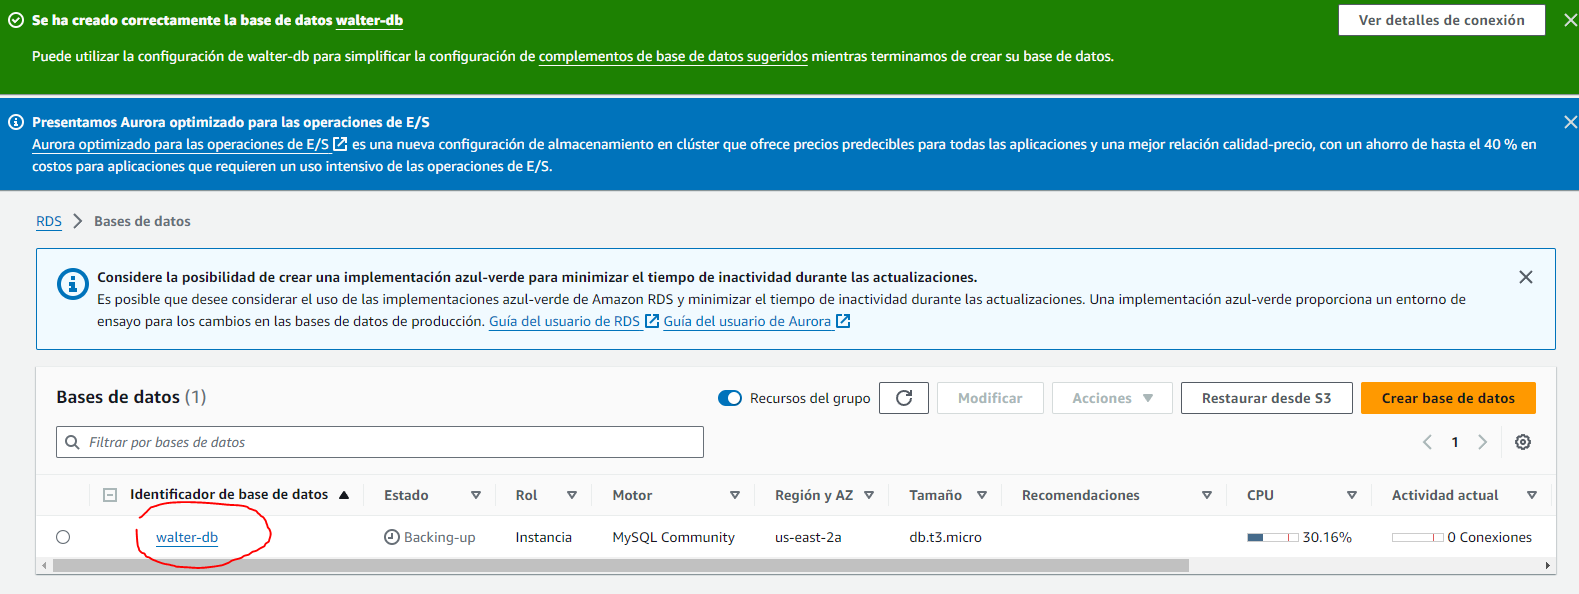 Se ha creado correctamente la base de datos walter-db
Ver detalles de conexión
Puede utilizar la configuración de walter-db para simplificar la configuración de complementos de base de datos sugeridos mientras terminamos de crear su base de datos.
Presentamos Aurora optimizado para las operaciones de E/S
Aurora optimizado para las operaciones de E/S es una nueva configuración de almacenamiento en clúster que ofrece precios predecibles para todas las aplicaciones y una mejor relación calidad-precio, con un ahorro de hasta el 40 % en
costos para aplicaciones que requieren un uso intensivo de las operaciones de E/S.
RDS > Bases de datos
Considere la posibilidad de crear una implementación azul-verde para minimizar el tiempo de inactividad durante las actualizaciones.
Es posible que desee considerar el uso de las implementaciones azul-verde de Amazon RDS y minimizar el tiempo de inactividad durante las actualizaciones. Una implementación azul-verde proporciona un entorno de
ensayo para los cambios en las bases de datos de producción. Guía del usuario de RDS Guía del usuario de Aurora
Bases de datos (1)
Recursos del grupo
Modificar
Acciones
Restaurar desde S3
Crear base de datos
Filtrar por bases de datos
1
Identificador de base de datos Estado Rol Motor Región y AZ Tamaño Recomendaciones CPU Actividad actual
walter-db Backing-up Instancia MySQL Community us-east-2a db.t3.micro 30.16% 0 Conexiones